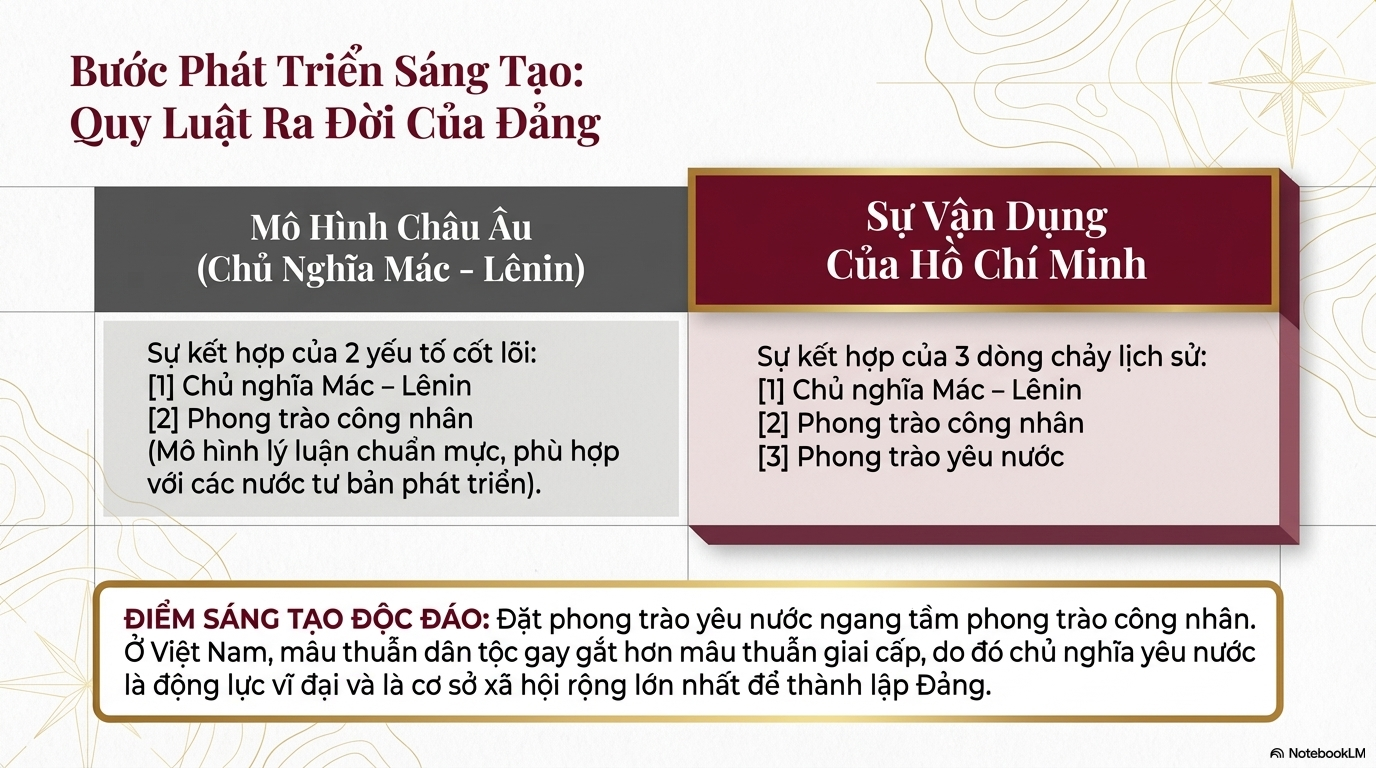 Bước Phát Triển Sáng Tạo:
Quy Luật Ra Đời Của Đảng
Mô Hình Châu Âu
(Chủ Nghĩa Mác - Lênin)
Sự kết hợp của 2 yếu tố cốt lõi:
[1] Chủ nghĩa Mác – Lênin
[2] Phong trào công nhân
(Mô hình lý luận chuẩn mực, phù hợp
với các nước tư bản phát triển).
Sự Vận Dụng
Của Hồ Chí Minh
Sự kết hợp của 3 dòng chảy lịch sử:
[1] Chủ nghĩa Mác – Lênin
[2] Phong trào công nhân
[3] Phong trào yêu nước
ĐIỂM SÁNG TẠO ĐỘC ĐÁO: Đặt phong trào yêu nước ngang tầm phong trào công nhân.
Ở Việt Nam, mâu thuẫn dân tộc gay gắt hơn mâu thuẫn giai cấp, do đó chủ nghĩa yêu nước
là động lực vĩ đại và là cơ sở xã hội rộng lớn nhất để thành lập Đảng.
NotebookLM